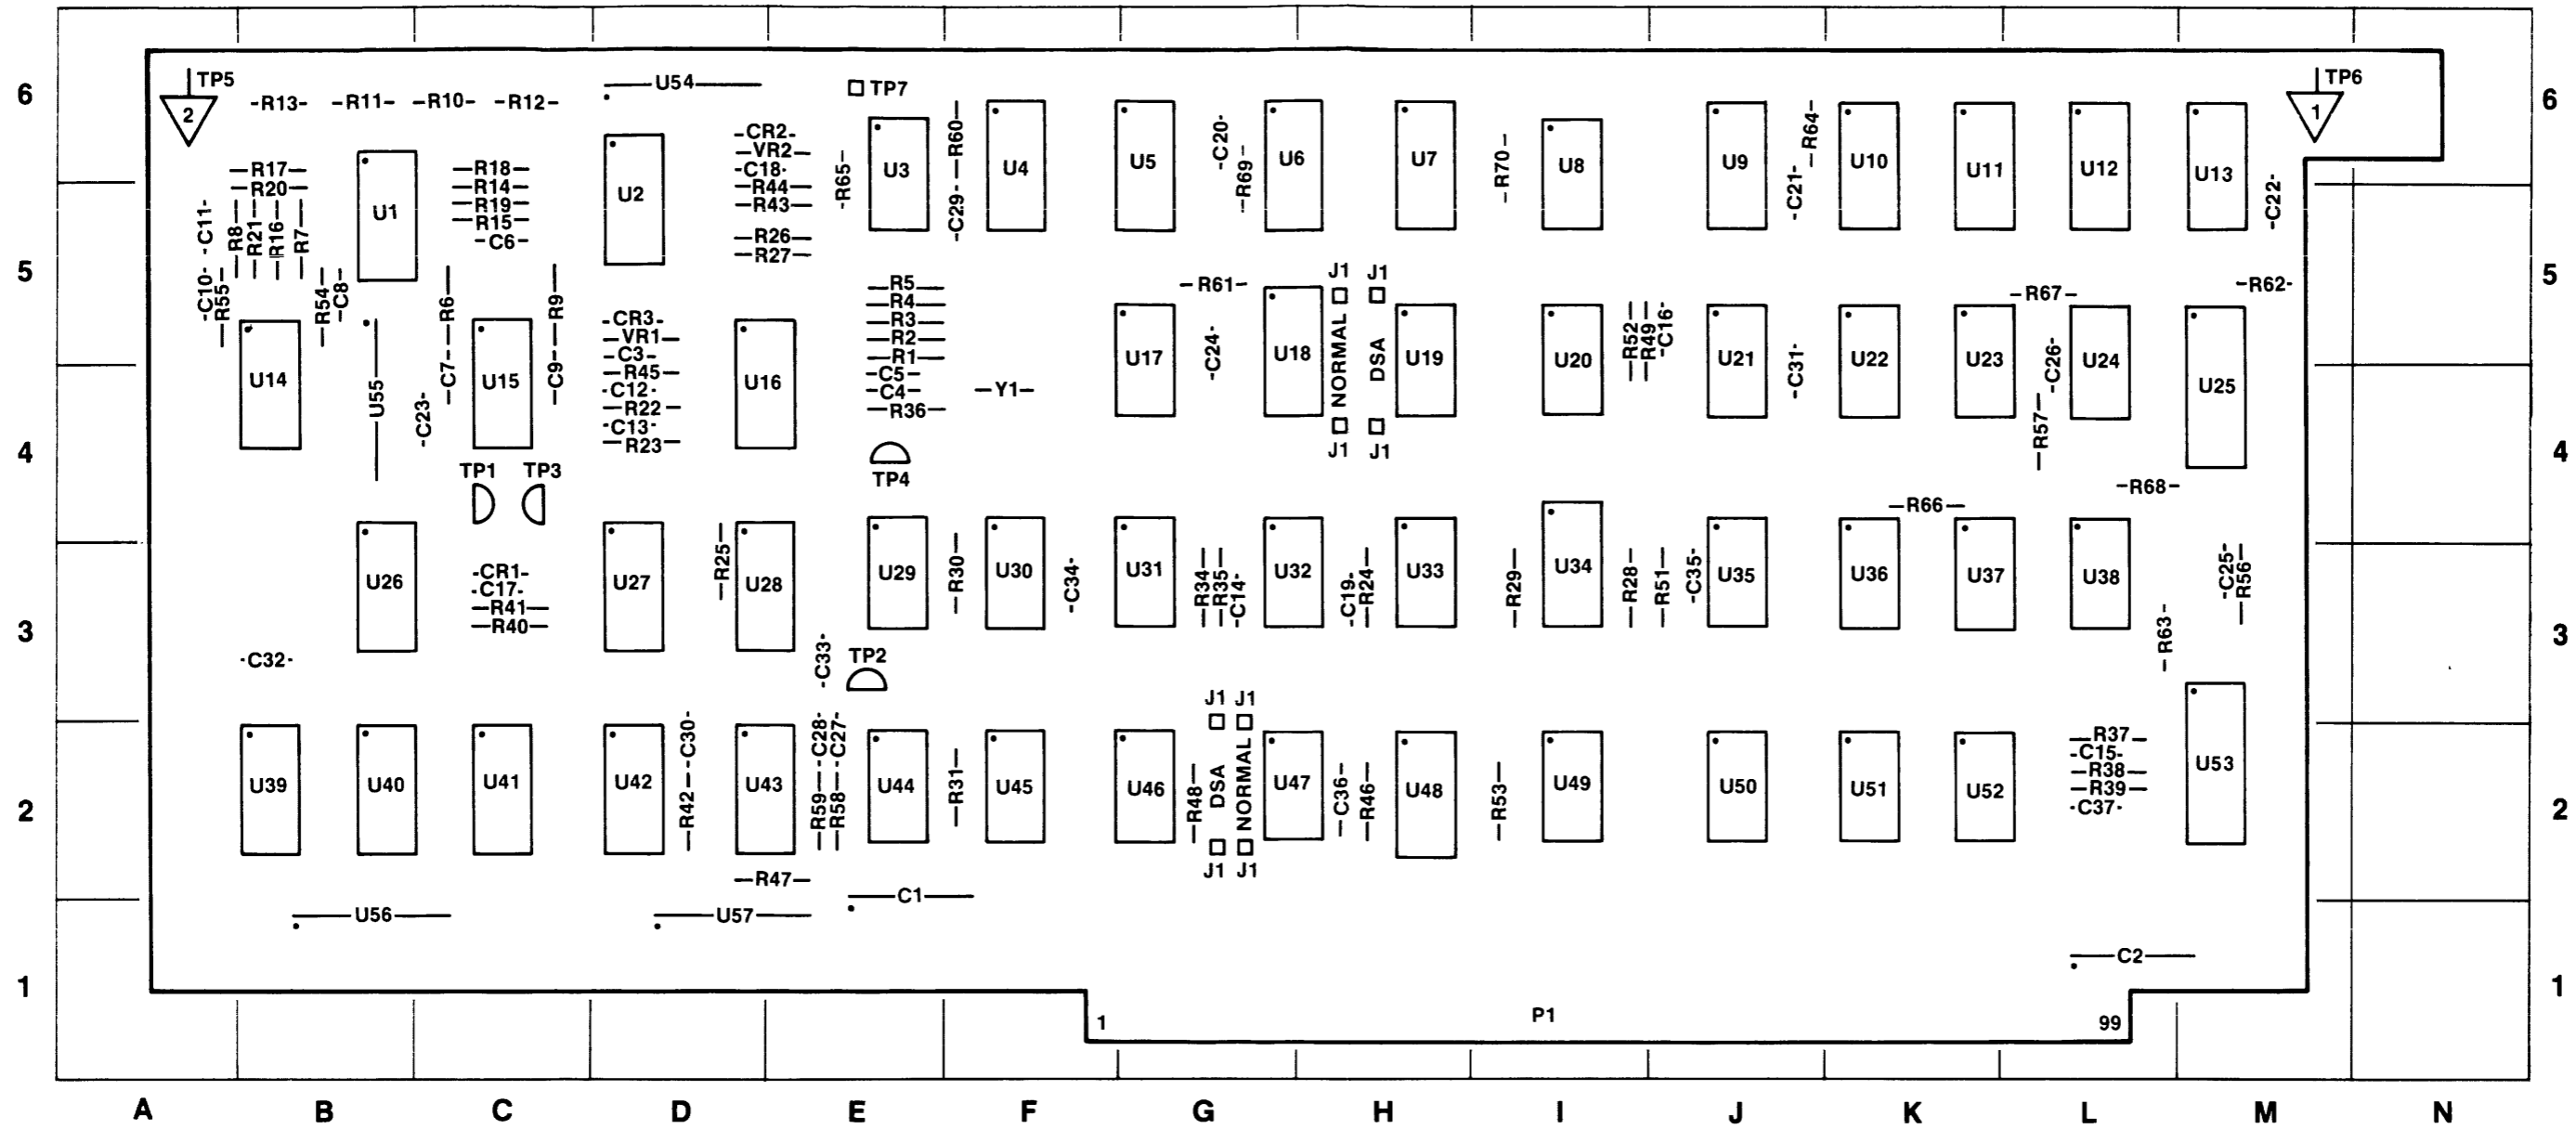 6 TP5 -R13- -R11- -R10- -R12- U54 TP7 TP6 6
2 1
CR2
VR2
C18
R44
R43
R26
R27
R65
R60
C29
C20
R69
R70
R64
C21
C22
U1 U2 U3 U4 U5 U6 U7 U8 U9 U10 U11 U12 U13
R17
R20
C11
R8
R21
R16
R7
R18
R14
R19
R15
C6
5 5
C10
R55
R54
C8
R6
R9
C7
C9
C23
U55
CR3
VR1
C3
R45
C12
R22
C13
R23
R5
R4
R3
R2
R1
C5
C4
R36
Y1
R61
C24
J1 J1
NORMAL
DSA
J1 J1
R52
R49
C16
C31
R67
C26
R57
R62
U14 U15 U16 U17 U18 U19 U20 U21 U22 U23 U24 U25
4 4
TP1 TP3
TP4
R66
R68
U26 U27 U28 U29 U30 U31 U32 U33 U34 U35 U36 U37 U38
CR1
C17
R41
R40
R25
R30
C34
R34
R35
C14
C19
R24
R29
R28
R51
C35
C25
R56
R63
3 3
C32
C33
TP2
J1 J1
DSA
NORMAL
J1 J1
C30
R42
C28
C27
R59
R58
R31
R48
C36
R46
R53
R37
C15
R38
R39
C37
U39 U40 U41 U42 U43 U44 U45 U46 U47 U48 U49 U50 U51 U52 U53
2 2
R47
C1
U56 U57
C2
1 1
1 P1 99
A B C D E F G H I J K L M N